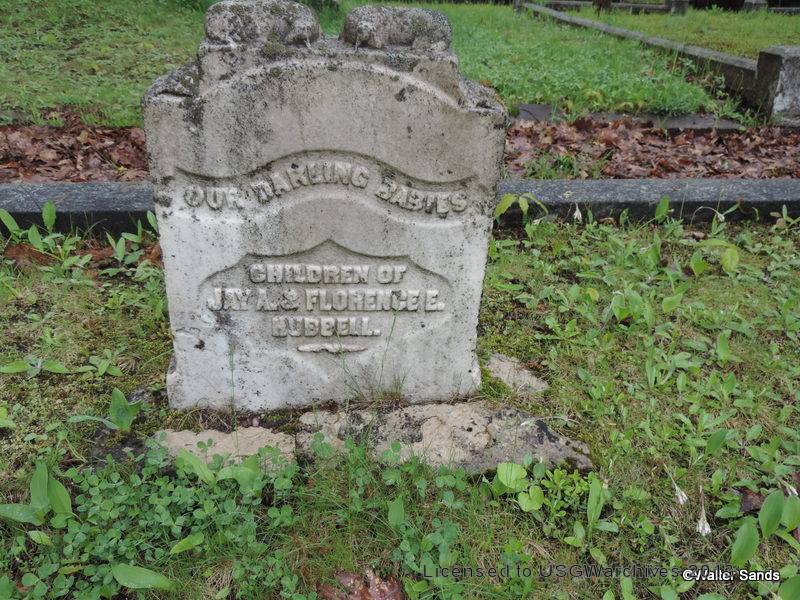 OUR DARLING BABIES
CHILDREN OF
JAY A. & FLORENCE E.
HUBBELL.
Licensed to USGWarchives
©Walter Sands